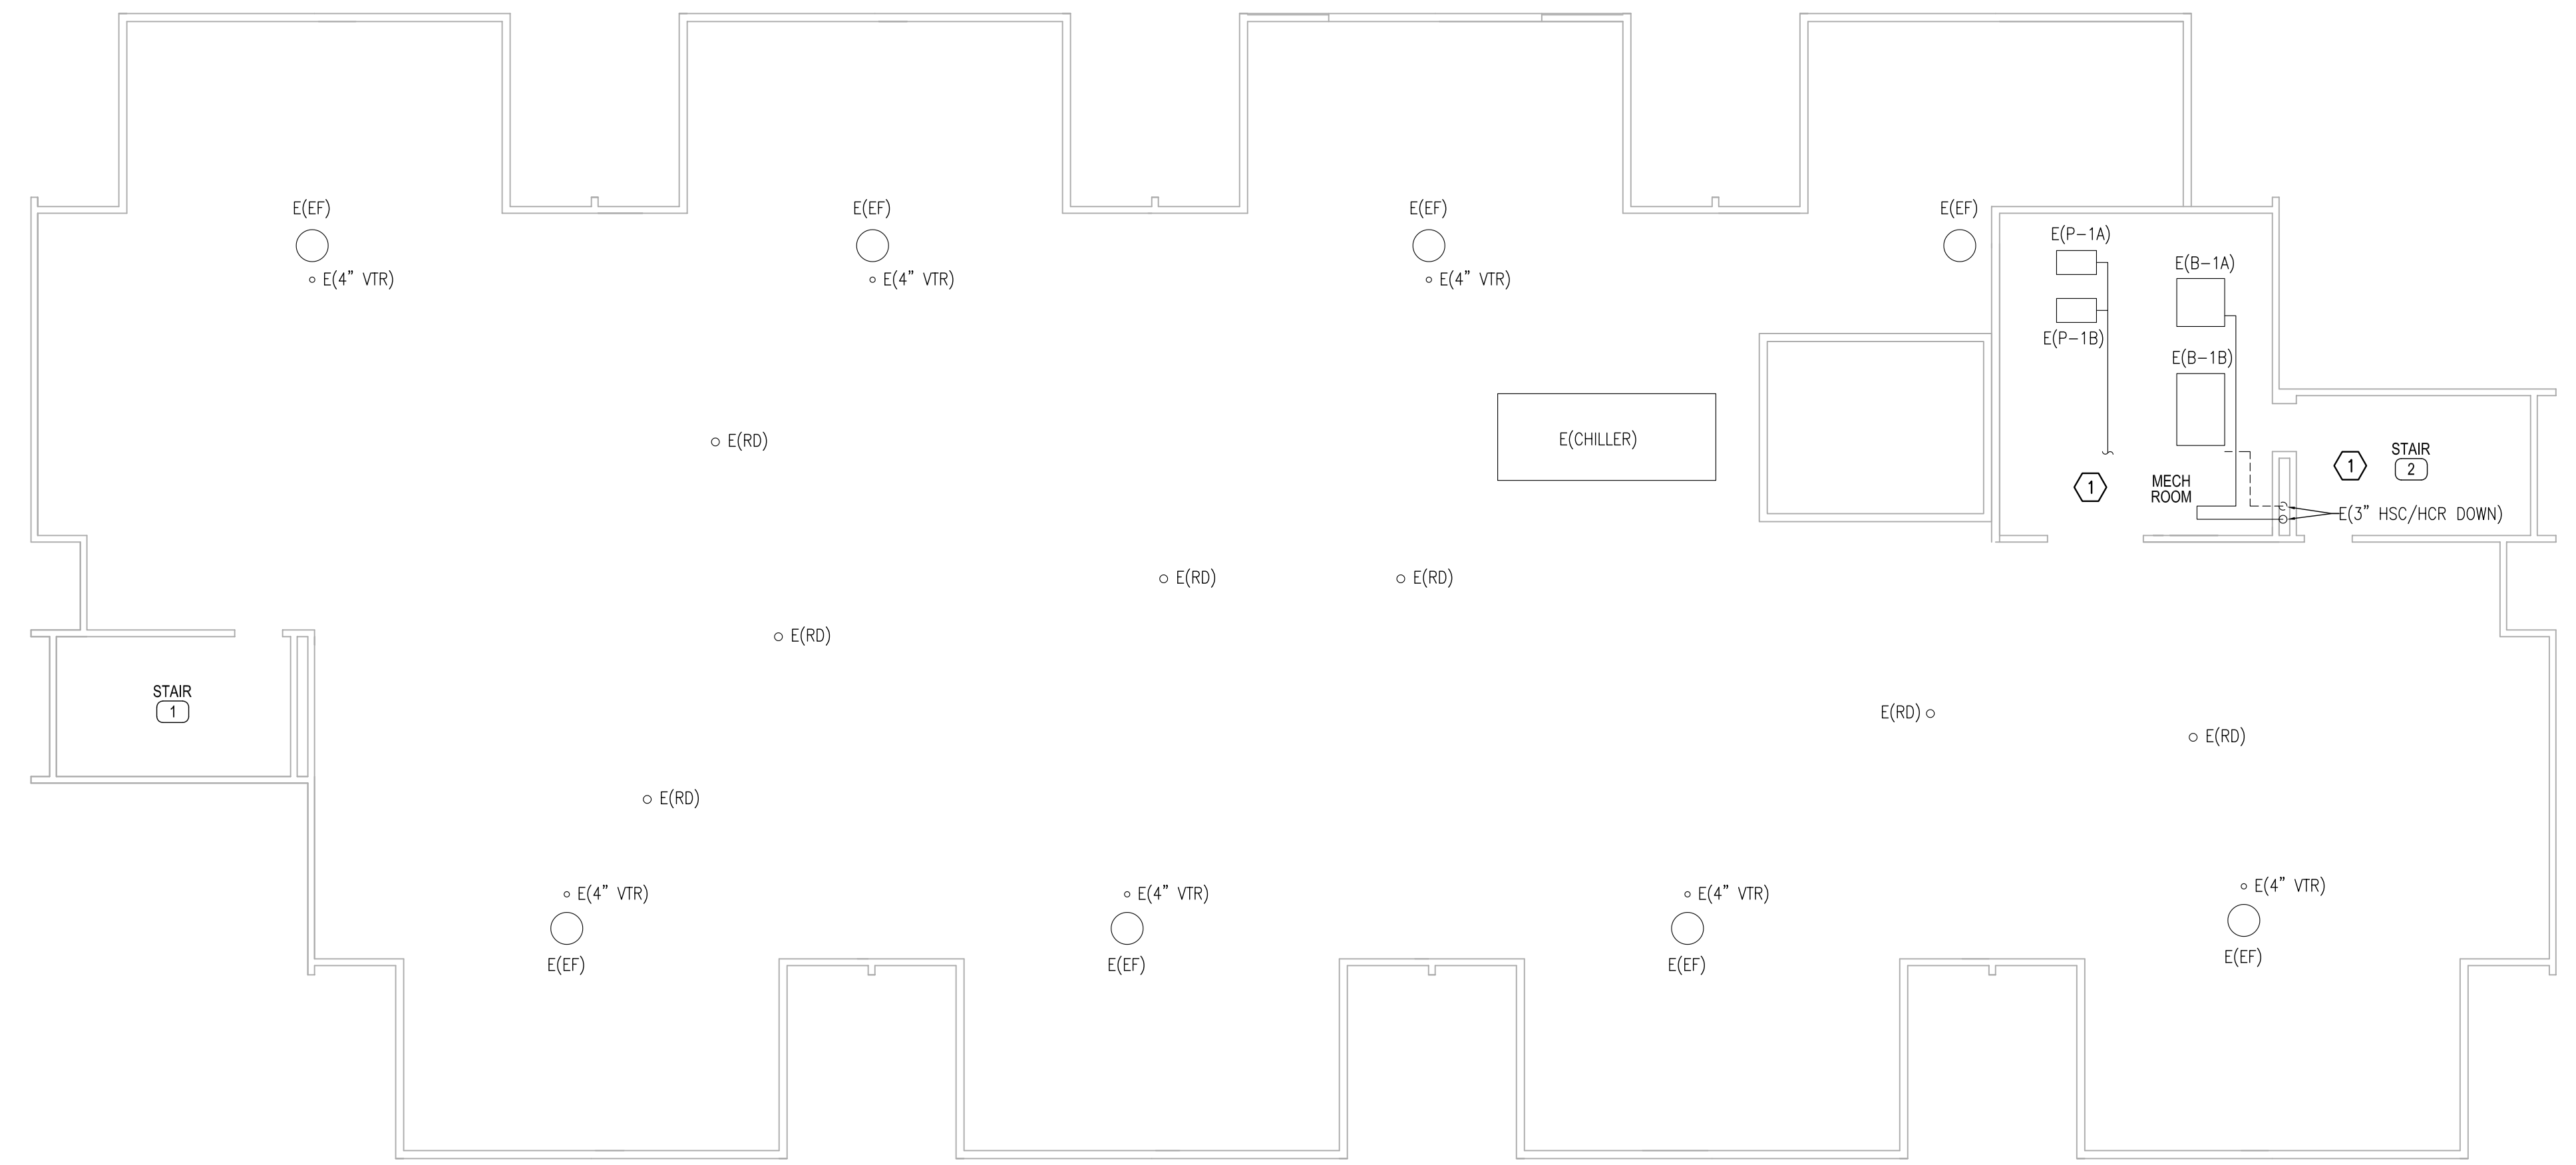 E(EF)
E(EF)
E(EF)
E(EF)
E(P-1A)
E(B-1A)
E(4” VTR)
E(4” VTR)
E(4” VTR)
E(P-1B)
E(B-1B)
E(RD)
E(CHILLER)
STAIR
2
1
1
MECH
ROOM
E(3” HSC/HCR DOWN)
E(RD)
E(RD)
E(RD)
STAIR
1
E(RD)
E(RD)
E(RD)
E(4” VTR)
E(4” VTR)
E(4” VTR)
E(4” VTR)
E(EF)
E(EF)
E(EF)
E(EF)